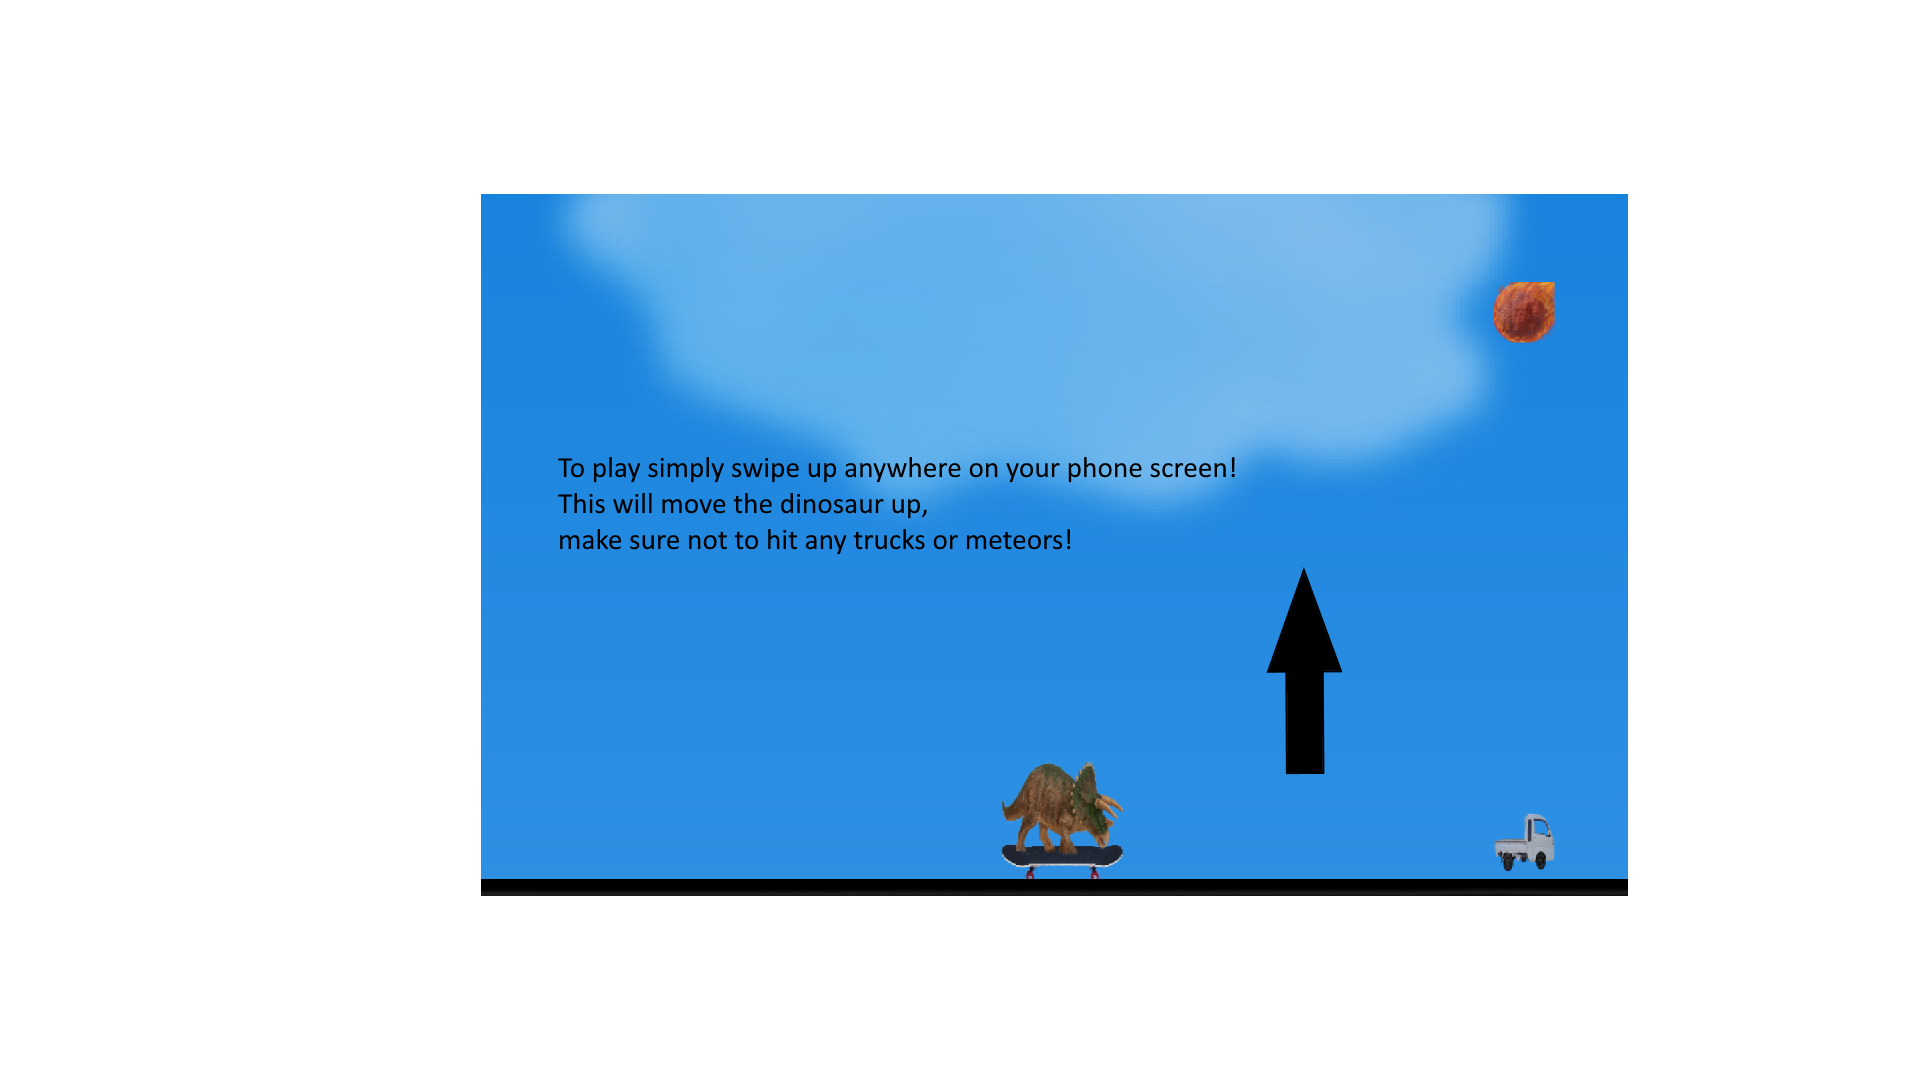 To play simply swipe up anywhere on your phone screen!
This will move the dinosaur up,
make sure not to hit any trucks or meteors!